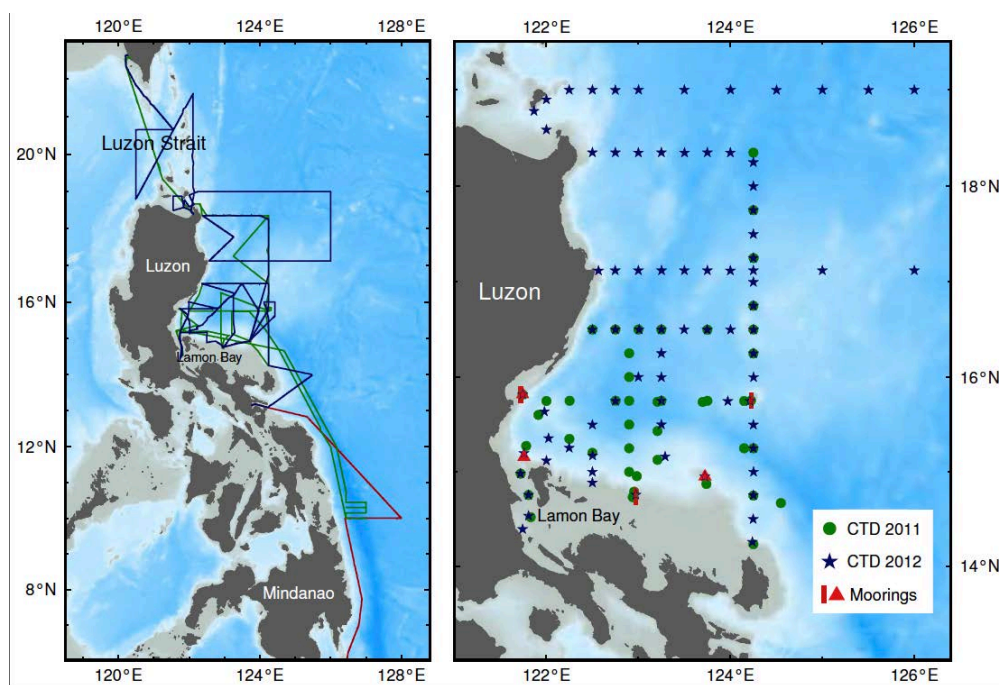 120°E 124°E 128°E 122°E 124°E 126°E
Luzon Strait
20°N
18°N
Luzon
Luzon
16°N
16°N
Lamon Bay
12°N
Lamon Bay
CTD 2011
CTD 2012
14°N
8°N
Mindanao
Moorings
120°E 124°E 128°E 122°E 124°E 126°E